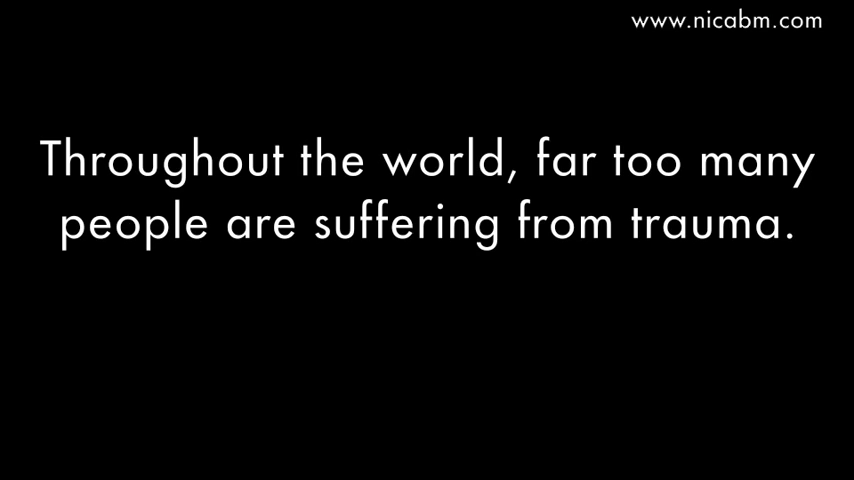 www.nicabm.com
Throughout the world, far too many
people are suffering from trauma.